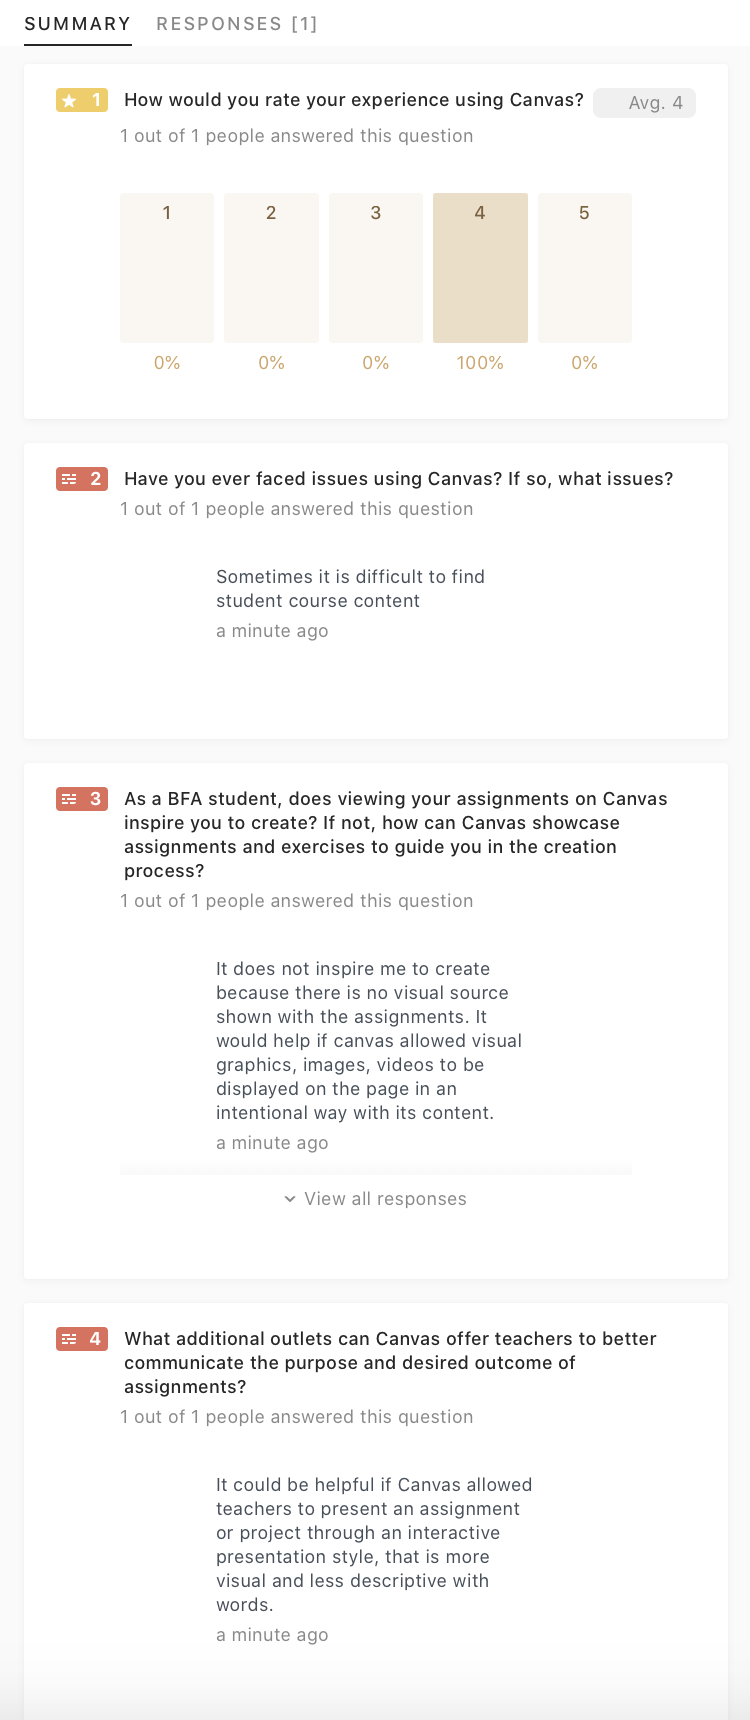 SUMMARY RESPONSES [1]
1 How would you rate your experience using Canvas? Avg. 4
1 out of 1 people answered this question
1 2 3 4 5
0% 0% 0% 100% 0%
2 Have you ever faced issues using Canvas? If so, what issues?
1 out of 1 people answered this question
Sometimes it is difficult to find
student course content
a minute ago
3 As a BFA student, does viewing your assignments on Canvas
inspire you to create? If not, how can Canvas showcase
assignments and exercises to guide you in the creation
process?
1 out of 1 people answered this question
It does not inspire me to create
because there is no visual source
shown with the assignments. It
would help if canvas allowed visual
graphics, images, videos to be
displayed on the page in an
intentional way with its content.
a minute ago
View all responses
4 What additional outlets can Canvas offer teachers to better
communicate the purpose and desired outcome of
assignments?
1 out of 1 people answered this question
It could be helpful if Canvas allowed
teachers to present an assignment
or project through an interactive
presentation style, that is more
visual and less descriptive with
words.
a minute ago